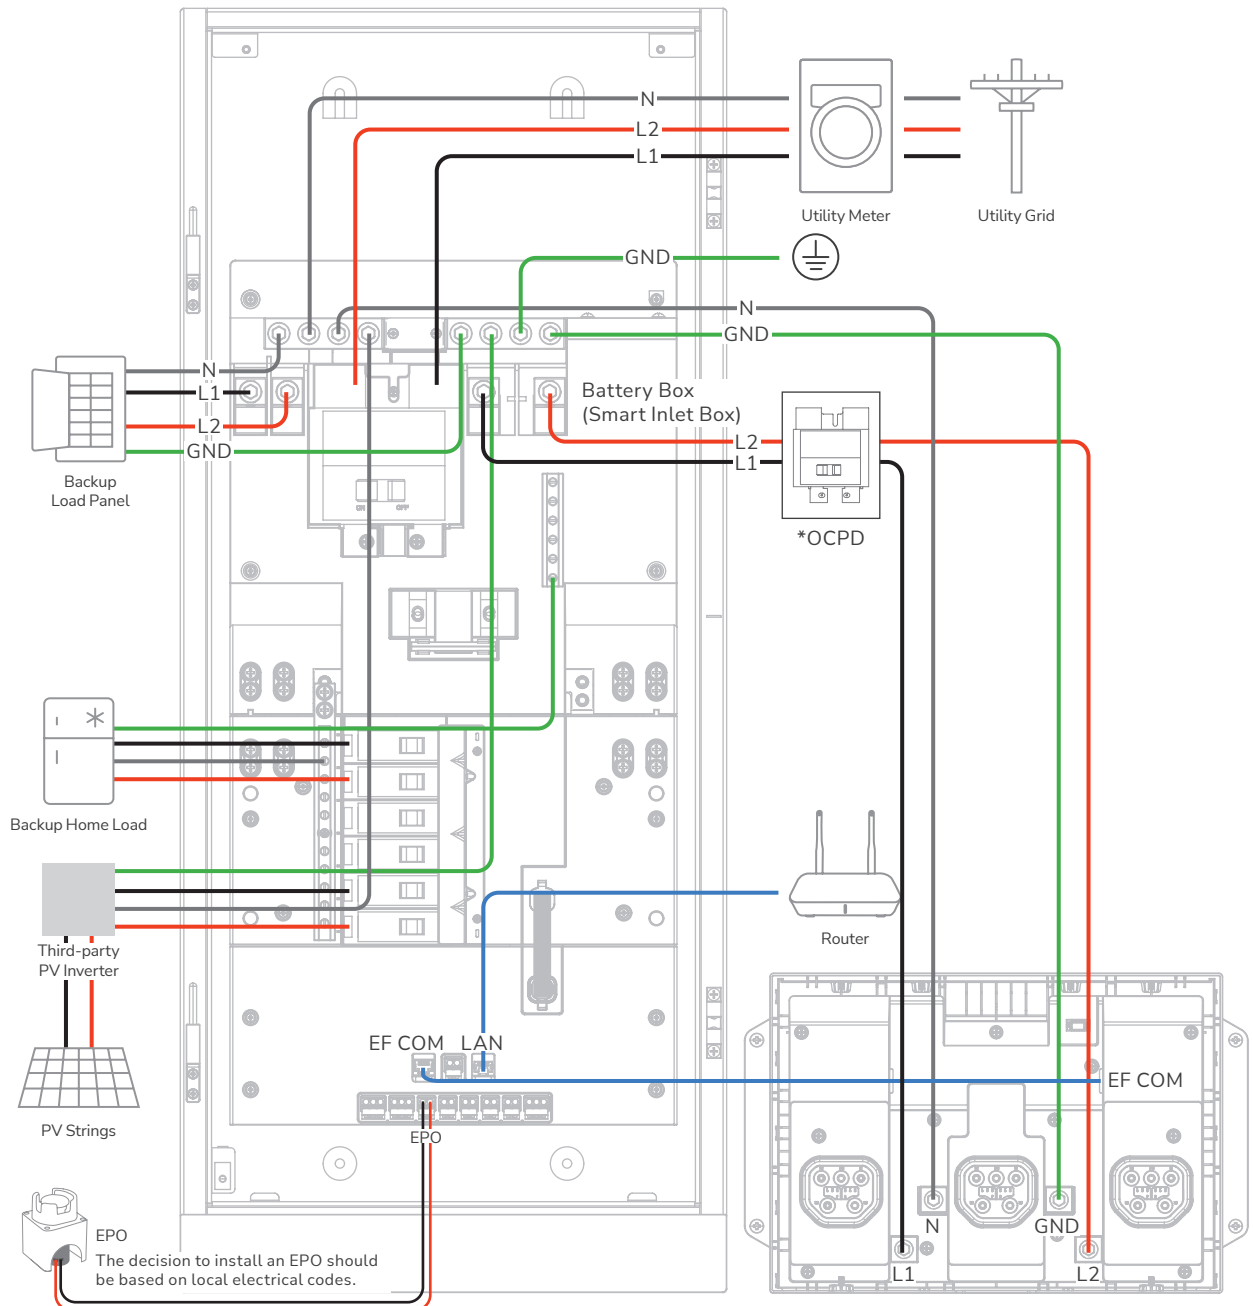 N
L2
L1
Utility Meter
Utility Grid
GND
N
GND
N
L1
L2
GND
Backup
Load Panel
Battery Box
(Smart Inlet Box)
L2
L1
*OCPD
ON
OFF
Backup Home Load
Third-party
PV Inverter
Router
EF COM
LAN
EF COM
PV Strings
EPO
N
GND
L1
L2
EPO
The decision to install an EPO should
be based on local electrical codes.